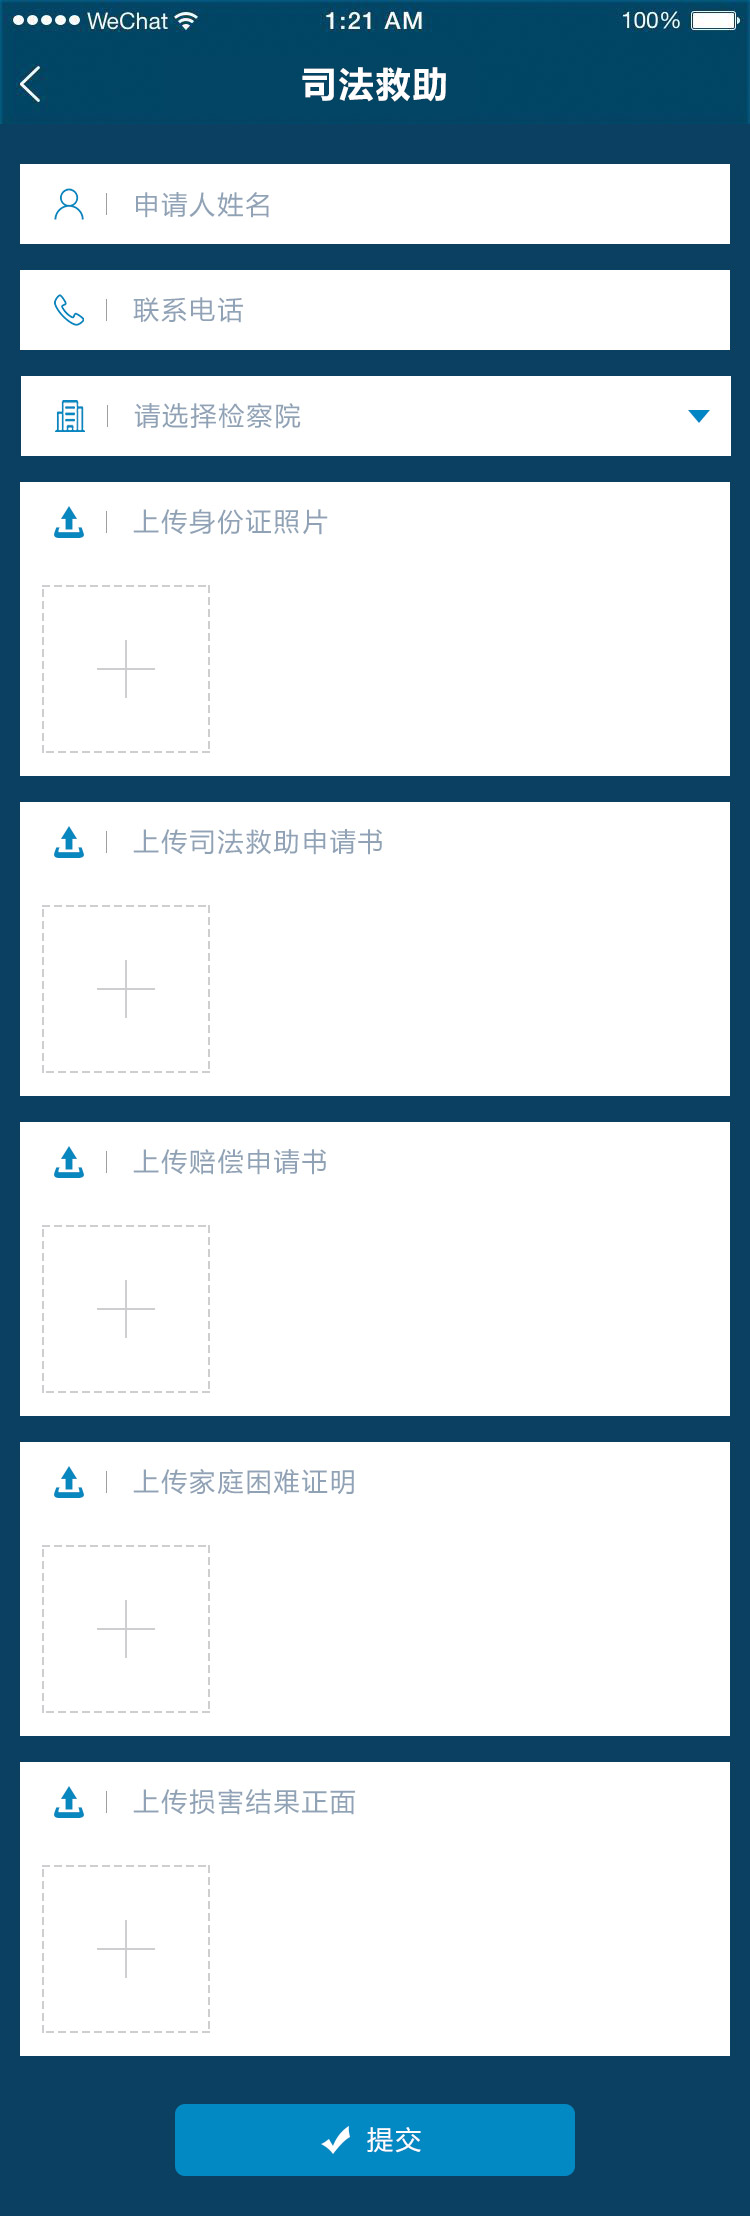 WeChat 1:21 AM 100%
司法救助
申请人姓名
联系电话
请选择检察院
上传身份证照片
上传司法救助申请书
上传赔偿申请书
上传家庭困难证明
上传损害结果正面
提交